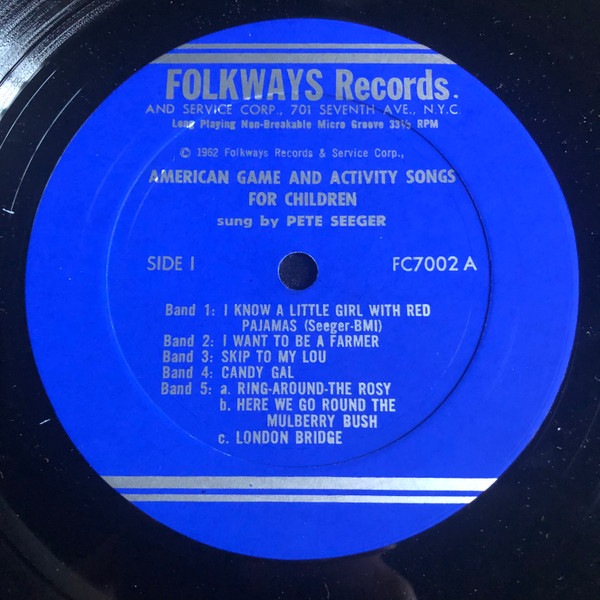 FOLKWAYS Records.
AND SERVICE CORP., 701 SEVENTH AVE., N.Y.C.
Long Playing Non-Breakable Micro Groove 33⅓ RPM
© 1962 Folkways Records & Service Corp.,
AMERICAN GAME AND ACTIVITY SONGS
FOR CHILDREN
sung by PETE SEEGER
SIDE I FC7002 A
Band 1: I KNOW A LITTLE GIRL WITH RED
PAJAMAS (Seeger-BMI)
Band 2: I WANT TO BE A FARMER
Band 3: SKIP TO MY LOU
Band 4: CANDY GAL
Band 5: a. RING-AROUND-THE ROSY
b. HERE WE GO ROUND THE
MULBERRY BUSH
c. LONDON BRIDGE